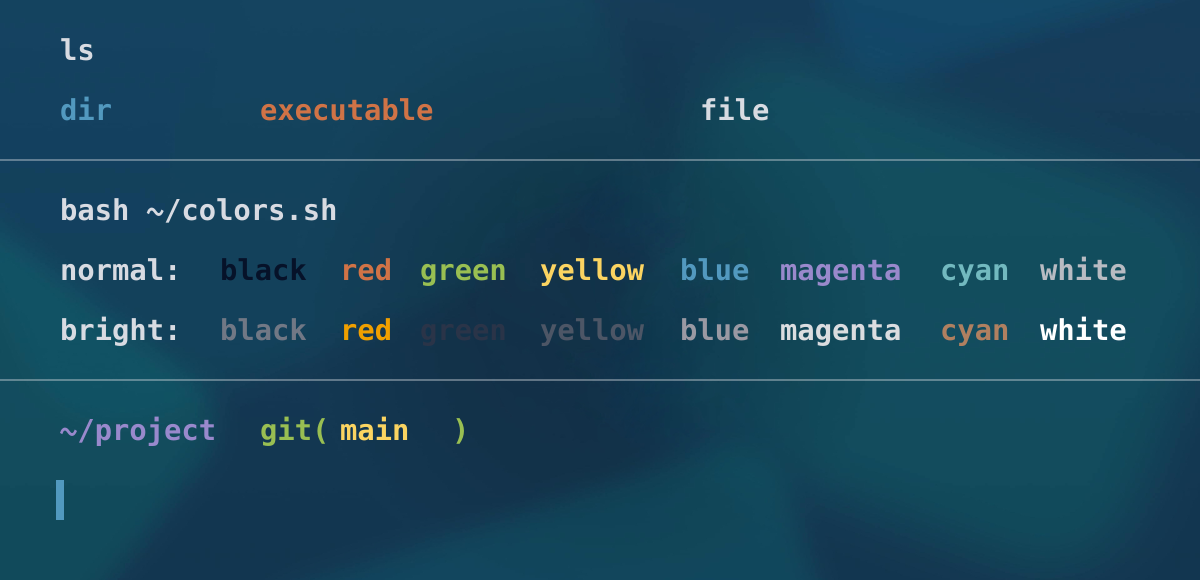 ls
dir executable file
bash ~/colors.sh
normal: black red green yellow blue magenta cyan white
bright: black red green yellow blue magenta cyan white
~/project git( main )